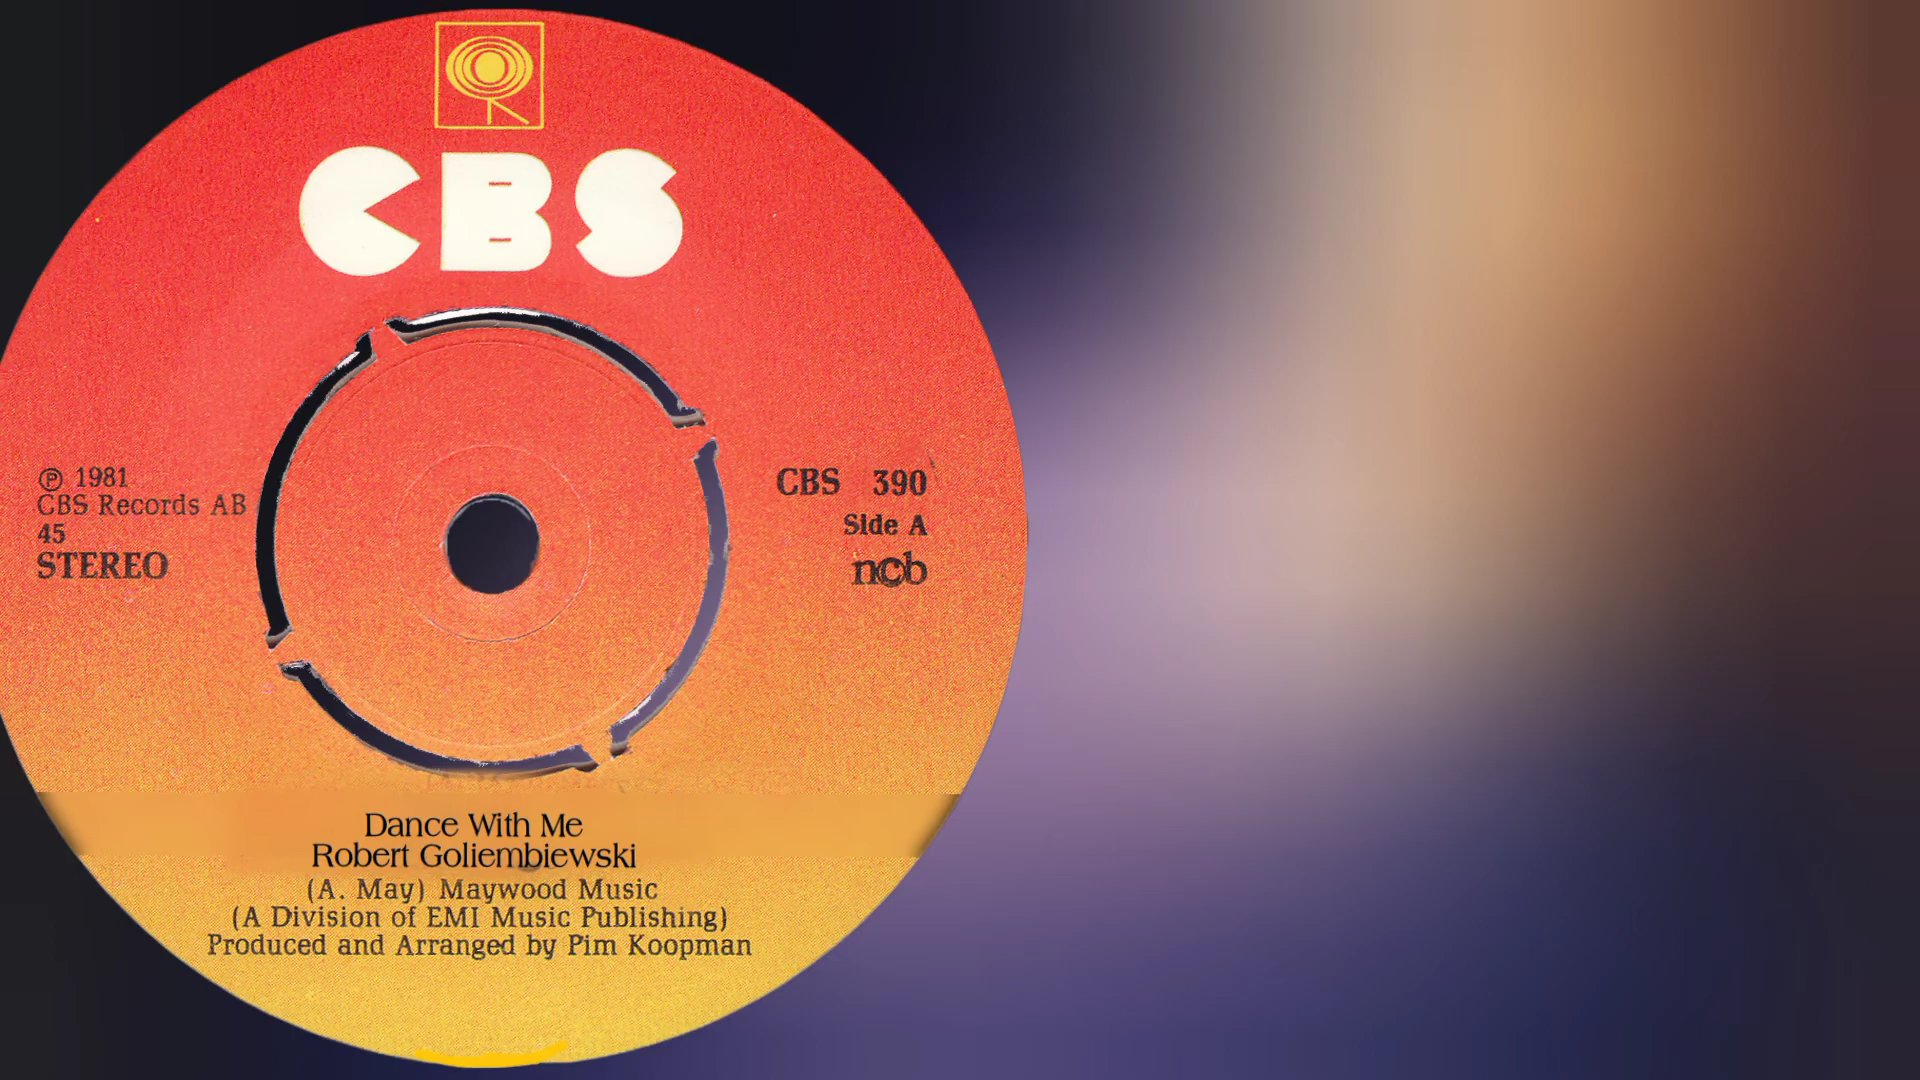 CBS
℗ 1981
CBS Records AB
45
STEREO
CBS 390
Side A
ncb
Dance With Me
Robert Goliembiewski
(A. May) Maywood Music
(A Division of EMI Music Publishing)
Produced and Arranged by Pim Koopman